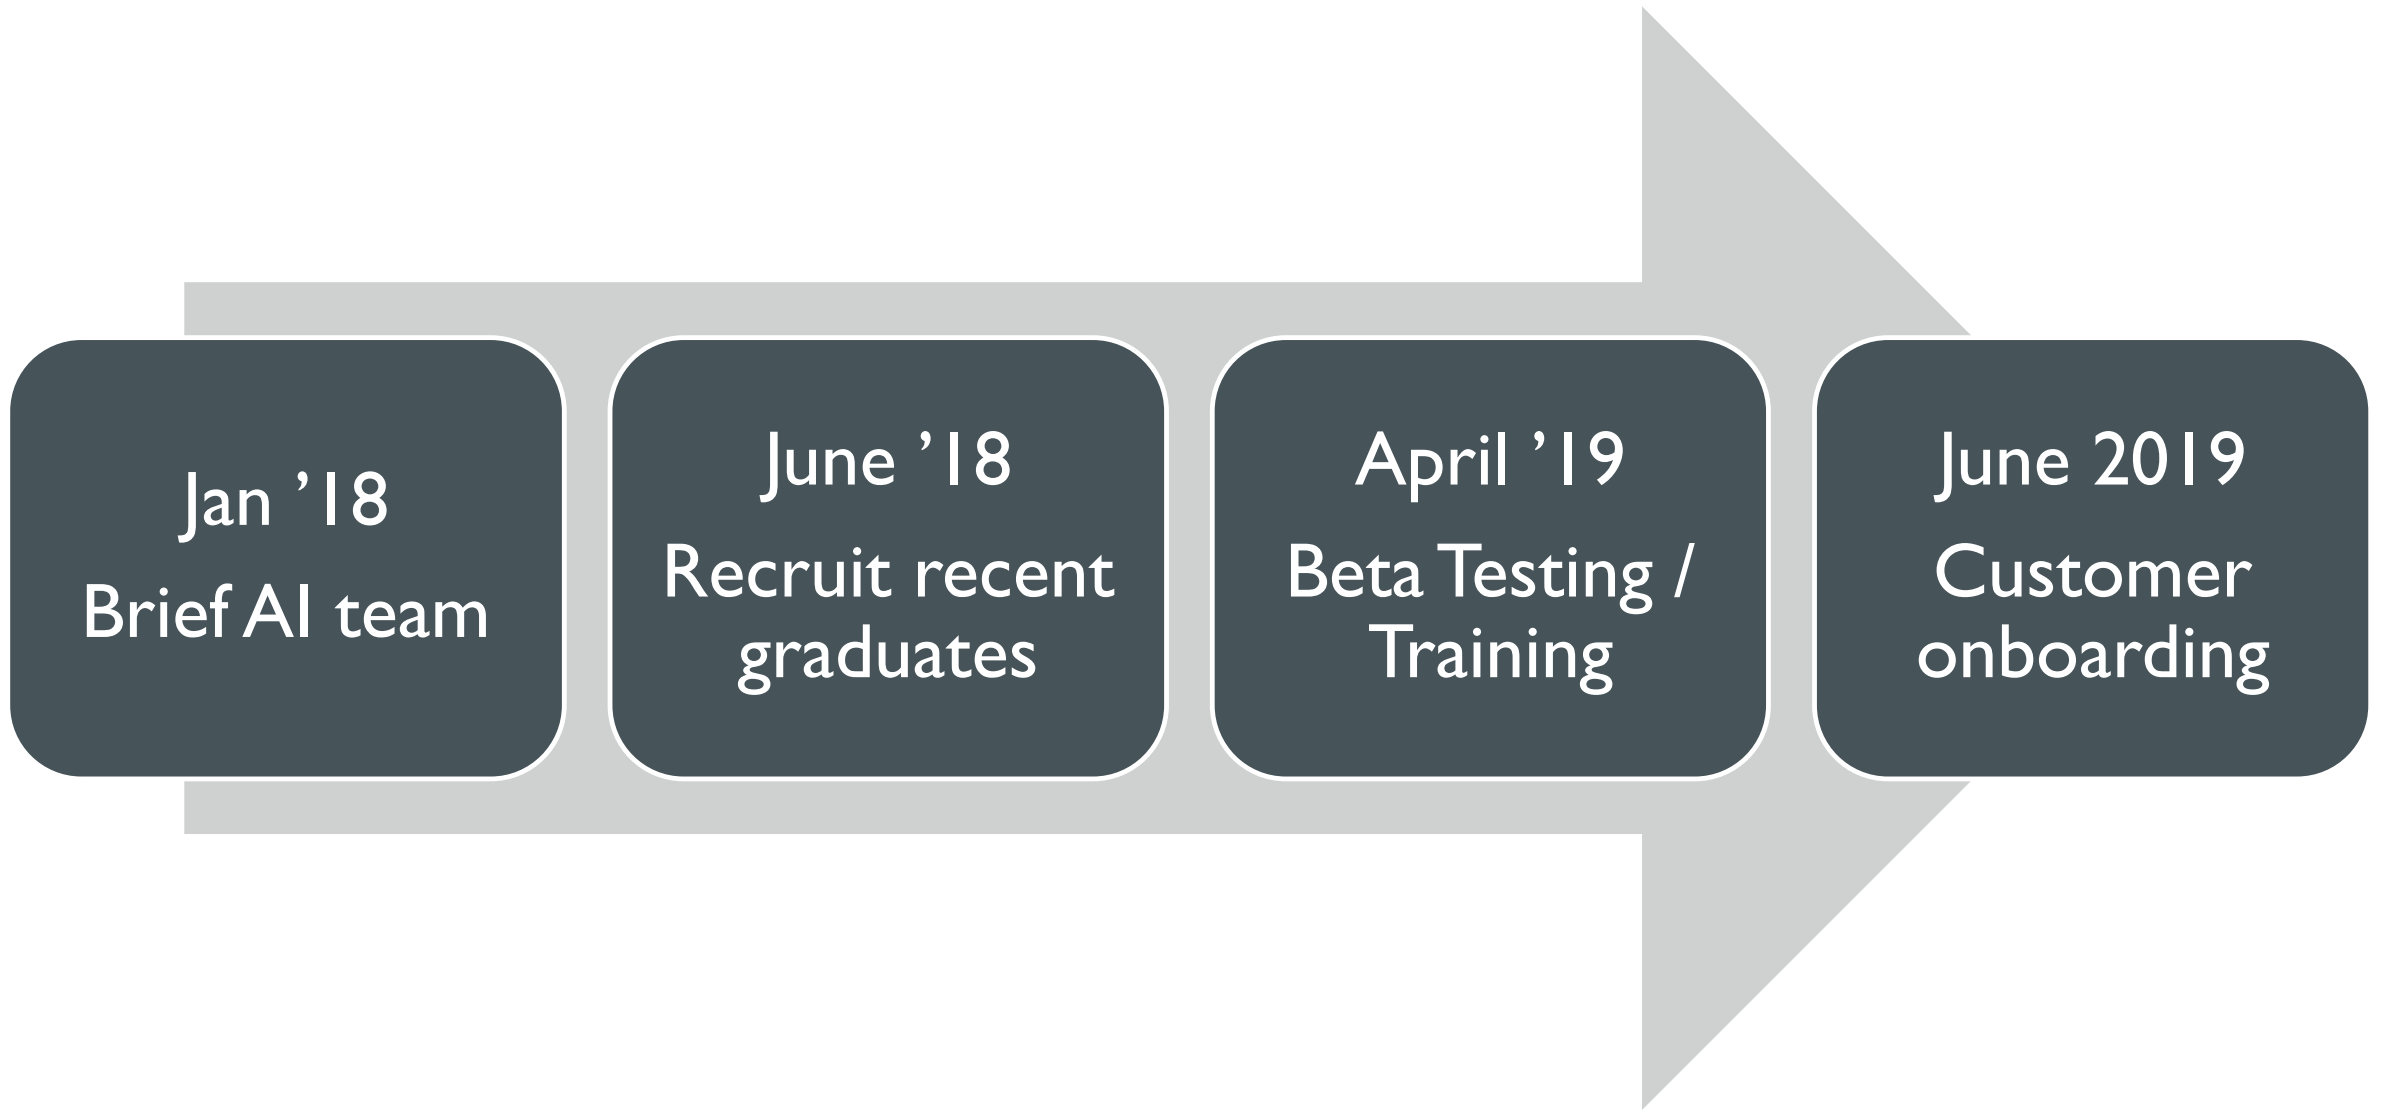 Jan ’18
Brief AI team
June ’18
Recruit recent
graduates
April ’19
Beta Testing /
Training
June 2019
Customer
onboarding